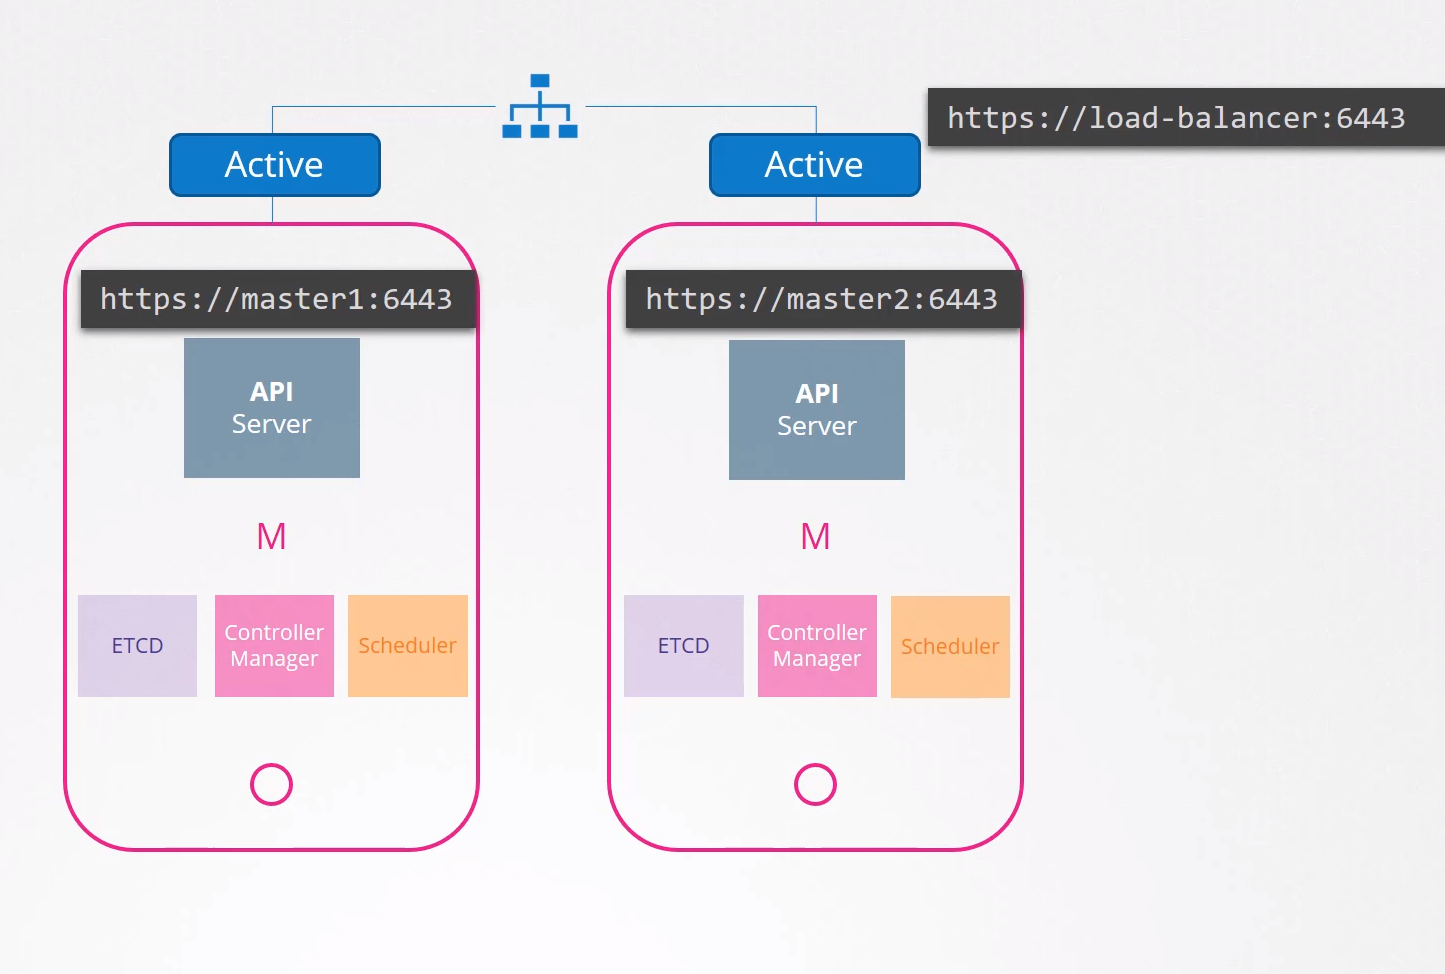 https://load-balancer:6443
Active
Active
https://master1:6443
https://master2:6443
API
Server
API
Server
M
M
ETCD
Controller
Manager
Scheduler
ETCD
Controller
Manager
Scheduler